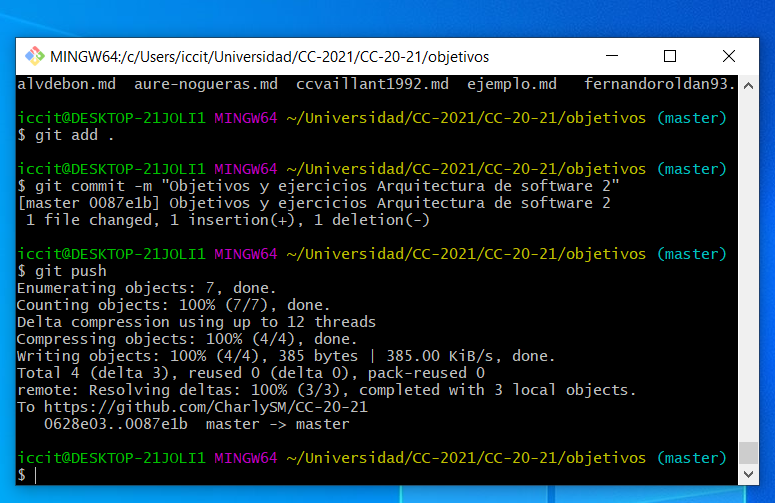 MINGW64:/c/Users/iccit/Universidad/CC-2021/CC-20-21/objetivos
alvdebon.md  aure-nogueras.md  ccvaillant1992.md  ejemplo.md   fernandoroldan93.
iccit@DESKTOP-21JOLI1 MINGW64 ~/Universidad/CC-2021/CC-20-21/objetivos (master)
$ git add .
iccit@DESKTOP-21JOLI1 MINGW64 ~/Universidad/CC-2021/CC-20-21/objetivos (master)
$ git commit -m "Objetivos y ejercicios Arquitectura de software 2"
[master 0087e1b] Objetivos y ejercicios Arquitectura de software 2
 1 file changed, 1 insertion(+), 1 deletion(-)
iccit@DESKTOP-21JOLI1 MINGW64 ~/Universidad/CC-2021/CC-20-21/objetivos (master)
$ git push
Enumerating objects: 7, done.
Counting objects: 100% (7/7), done.
Delta compression using up to 12 threads
Compressing objects: 100% (4/4), done.
Writing objects: 100% (4/4), 385 bytes | 385.00 KiB/s, done.
Total 4 (delta 3), reused 0 (delta 0), pack-reused 0
remote: Resolving deltas: 100% (3/3), completed with 3 local objects.
To https://github.com/CharlySM/CC-20-21
   0628e03..0087e1b  master -> master
iccit@DESKTOP-21JOLI1 MINGW64 ~/Universidad/CC-2021/CC-20-21/objetivos (master)
$